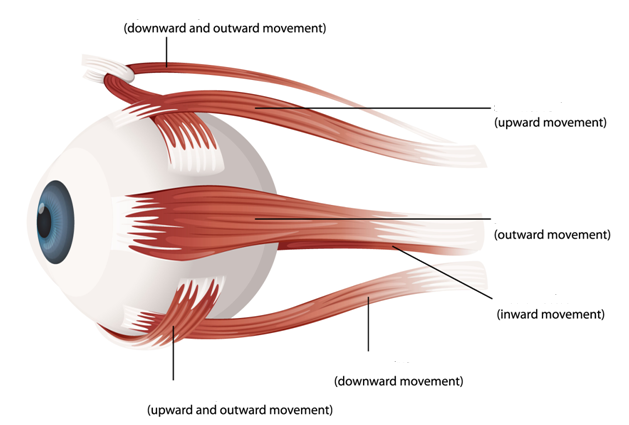 (downward and outward movement)
(upward movement)
(outward movement)
(inward movement)
(downward movement)
(upward and outward movement)